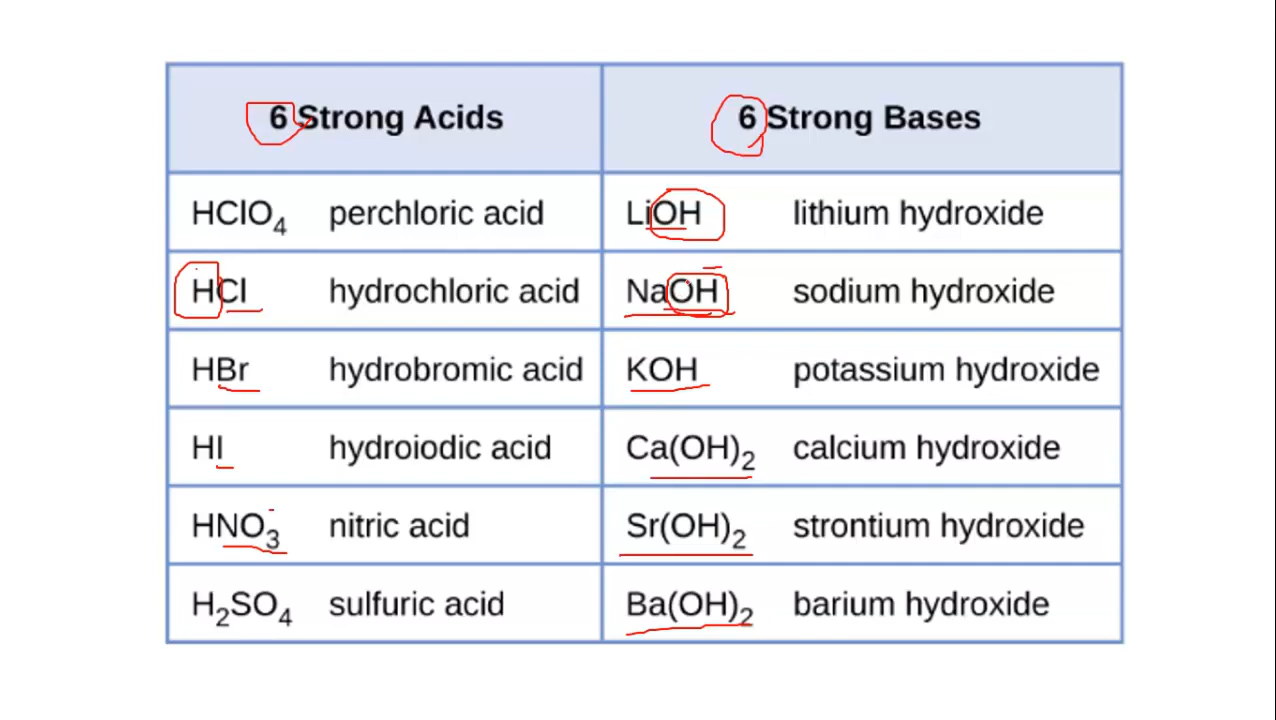 6 Strong Acids 6 Strong Bases
HClO₄ perchloric acid LiOH lithium hydroxide
HCl hydrochloric acid NaOH sodium hydroxide
HBr hydrobromic acid KOH potassium hydroxide
HI hydroiodic acid Ca(OH)₂ calcium hydroxide
HNO₃ nitric acid Sr(OH)₂ strontium hydroxide
H₂SO₄ sulfuric acid Ba(OH)₂ barium hydroxide